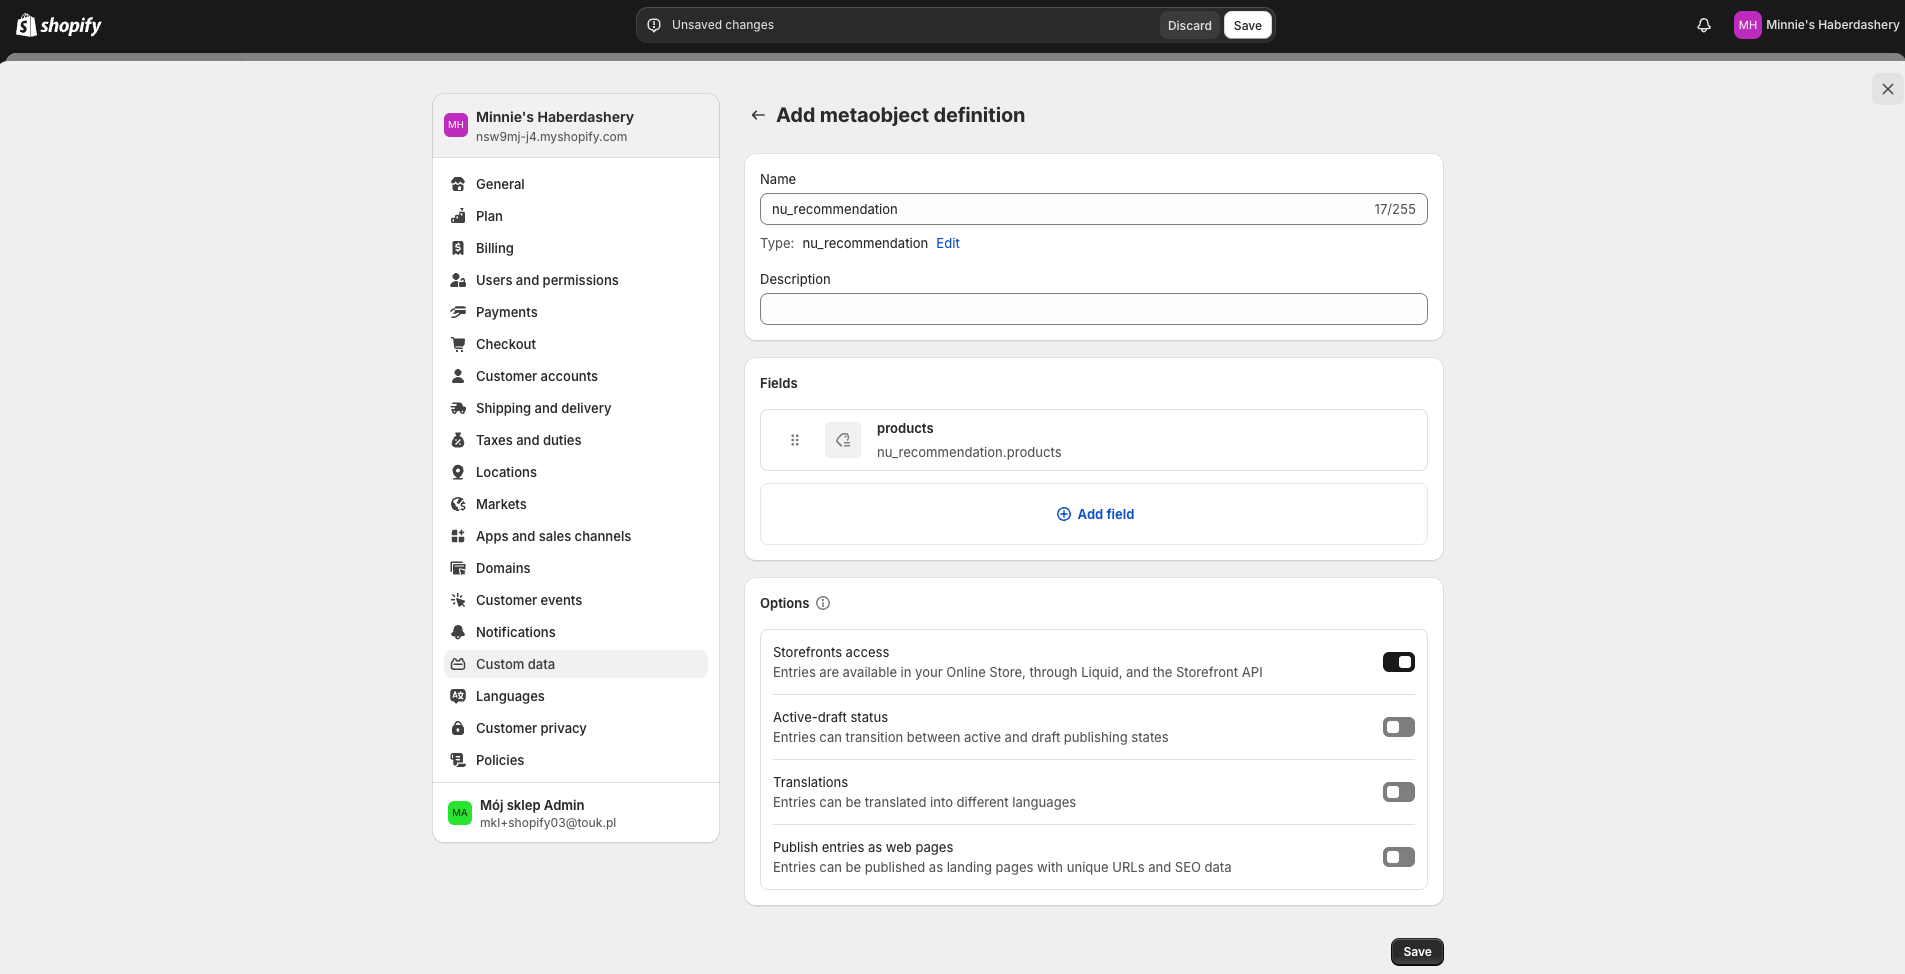 shopify
Unsaved changes
Discard
Save
MH
Minnie's Haberdashery
MH
Minnie's Haberdashery
nsw9mj-j4.myshopify.com
General
Plan
Billing
Users and permissions
Payments
Checkout
Customer accounts
Shipping and delivery
Taxes and duties
Locations
Markets
Apps and sales channels
Domains
Customer events
Notifications
Custom data
Languages
Customer privacy
Policies
MA
Mój sklep Admin
mkl+shopify03@touk.pl
Add metaobject definition
Name
nu_recommendation 17/255
Type: nu_recommendation Edit
Description
Fields
products
nu_recommendation.products
Add field
Options
Storefronts access
Entries are available in your Online Store, through Liquid, and the Storefront API
Active-draft status
Entries can transition between active and draft publishing states
Translations
Entries can be translated into different languages
Publish entries as web pages
Entries can be published as landing pages with unique URLs and SEO data
Save